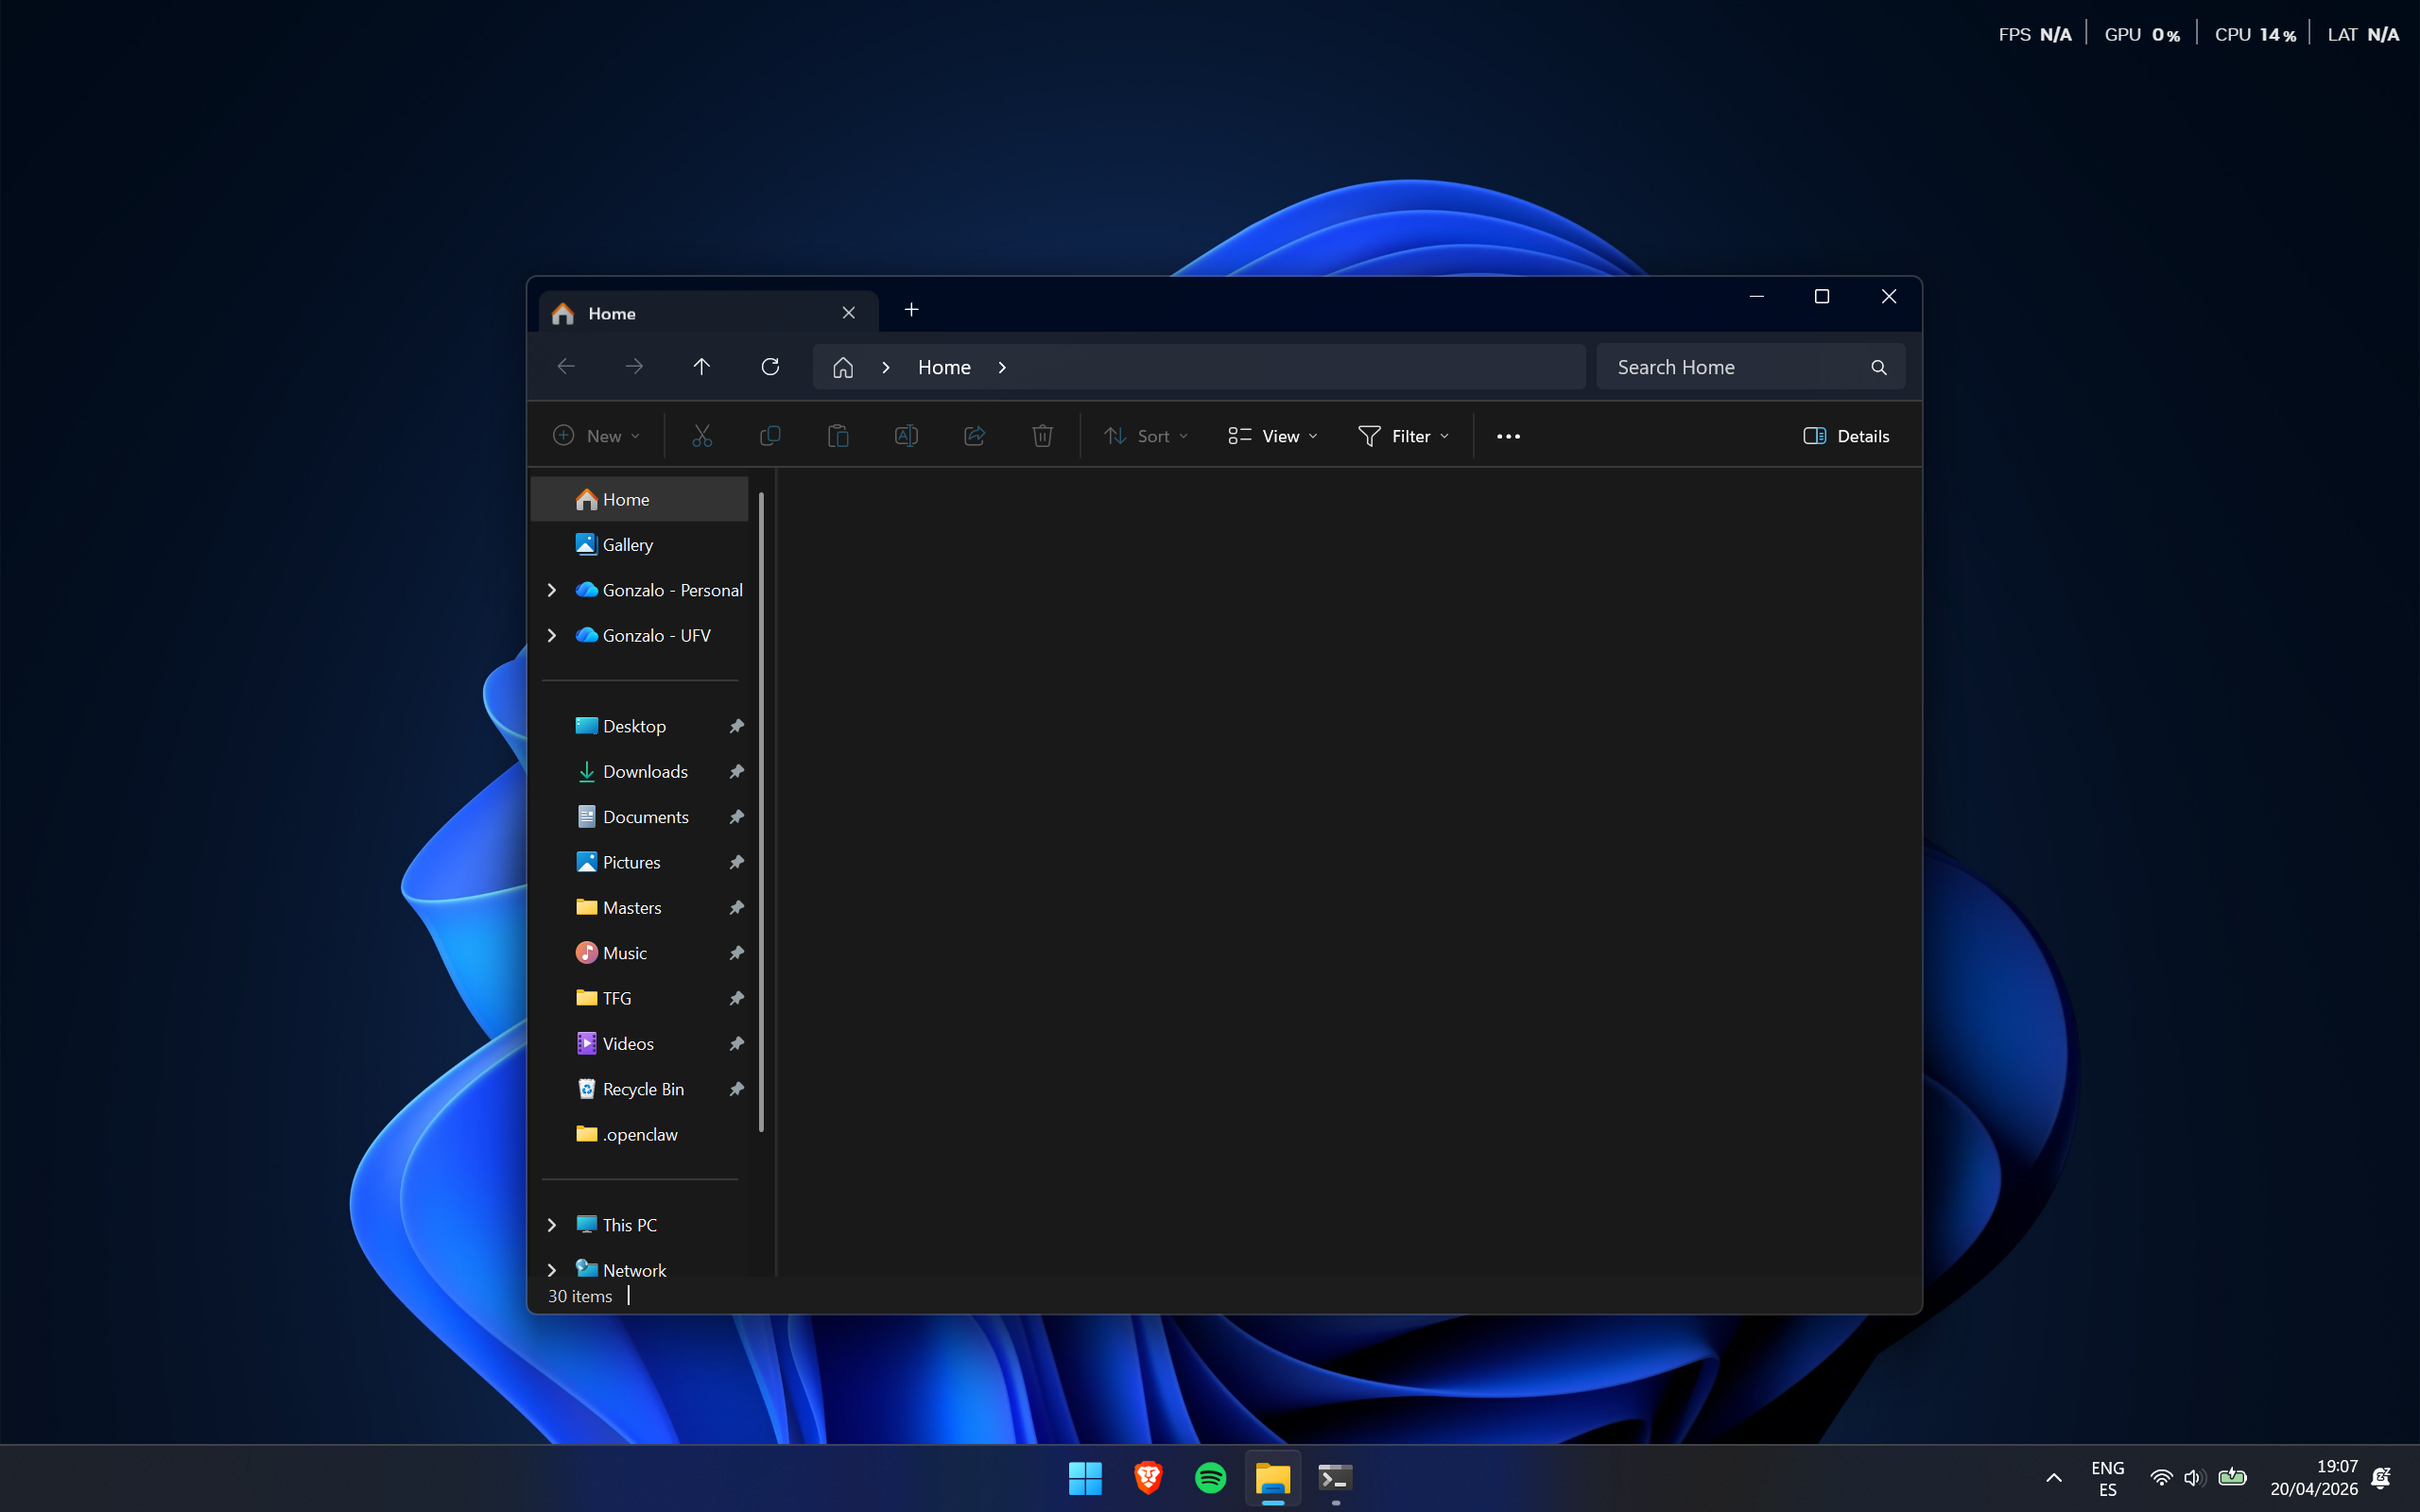 FPS N/A GPU 0% CPU 14% LAT N/A
Home
Home
Search Home
New
Sort
View
Filter
Details
Home
Gallery
Gonzalo - Personal
Gonzalo - UFV
Desktop
Downloads
Documents
Pictures
Masters
Music
TFG
Videos
Recycle Bin
.openclaw
This PC
Network
30 items
ENG
ES
19:07
20/04/2026